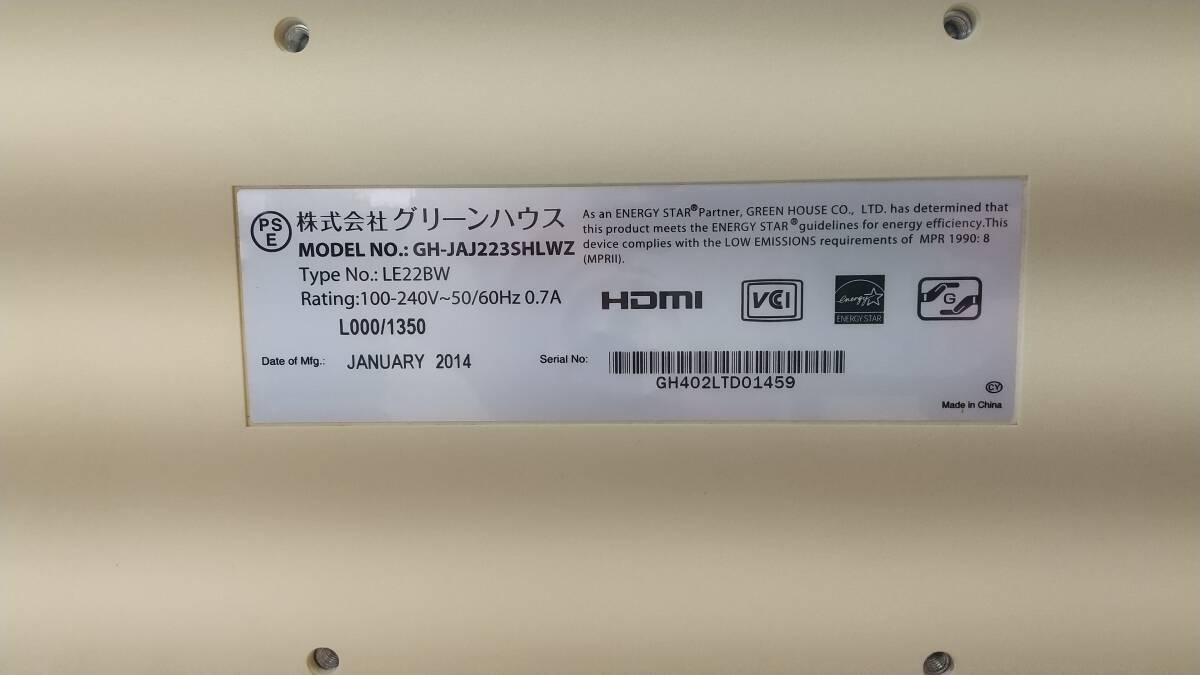 PS
E
株式会社グリーンハウス
MODEL NO.: GH-JAJ223SHLWZ
Type No.: LE22BW
Rating:100-240V~50/60Hz 0.7A
L000/1350
As an ENERGY STAR®Partner, GREEN HOUSE CO., LTD. has determined that
this product meets the ENERGY STAR®guidelines for energy efficiency.This
device complies with the LOW EMISSIONS requirements of MPR 1990: 8
(MPRII).
HDMI
VCCI
energy
ENERGY STAR
G
Date of Mfg.: JANUARY 2014
Serial No:
GH402LTD01459
CY
Made in China